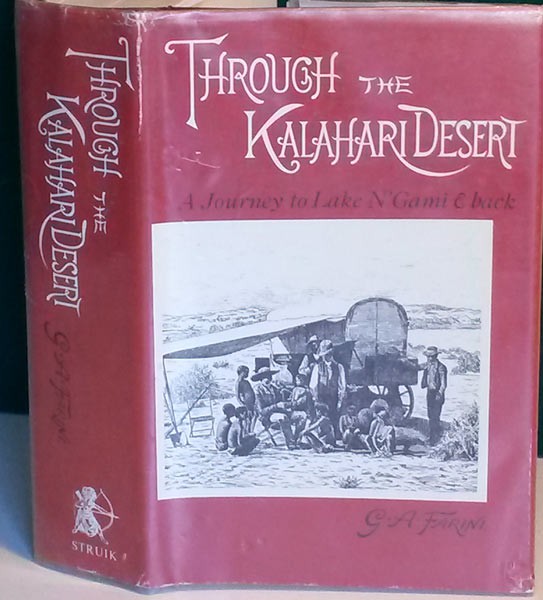 THROUGH THE
KALAHARI DESERT
A Journey to Lake N'Gami & back
G.A. FARINI
THROUGH THE
KALAHARI DESERT
G.A. FARINI
STRUIK